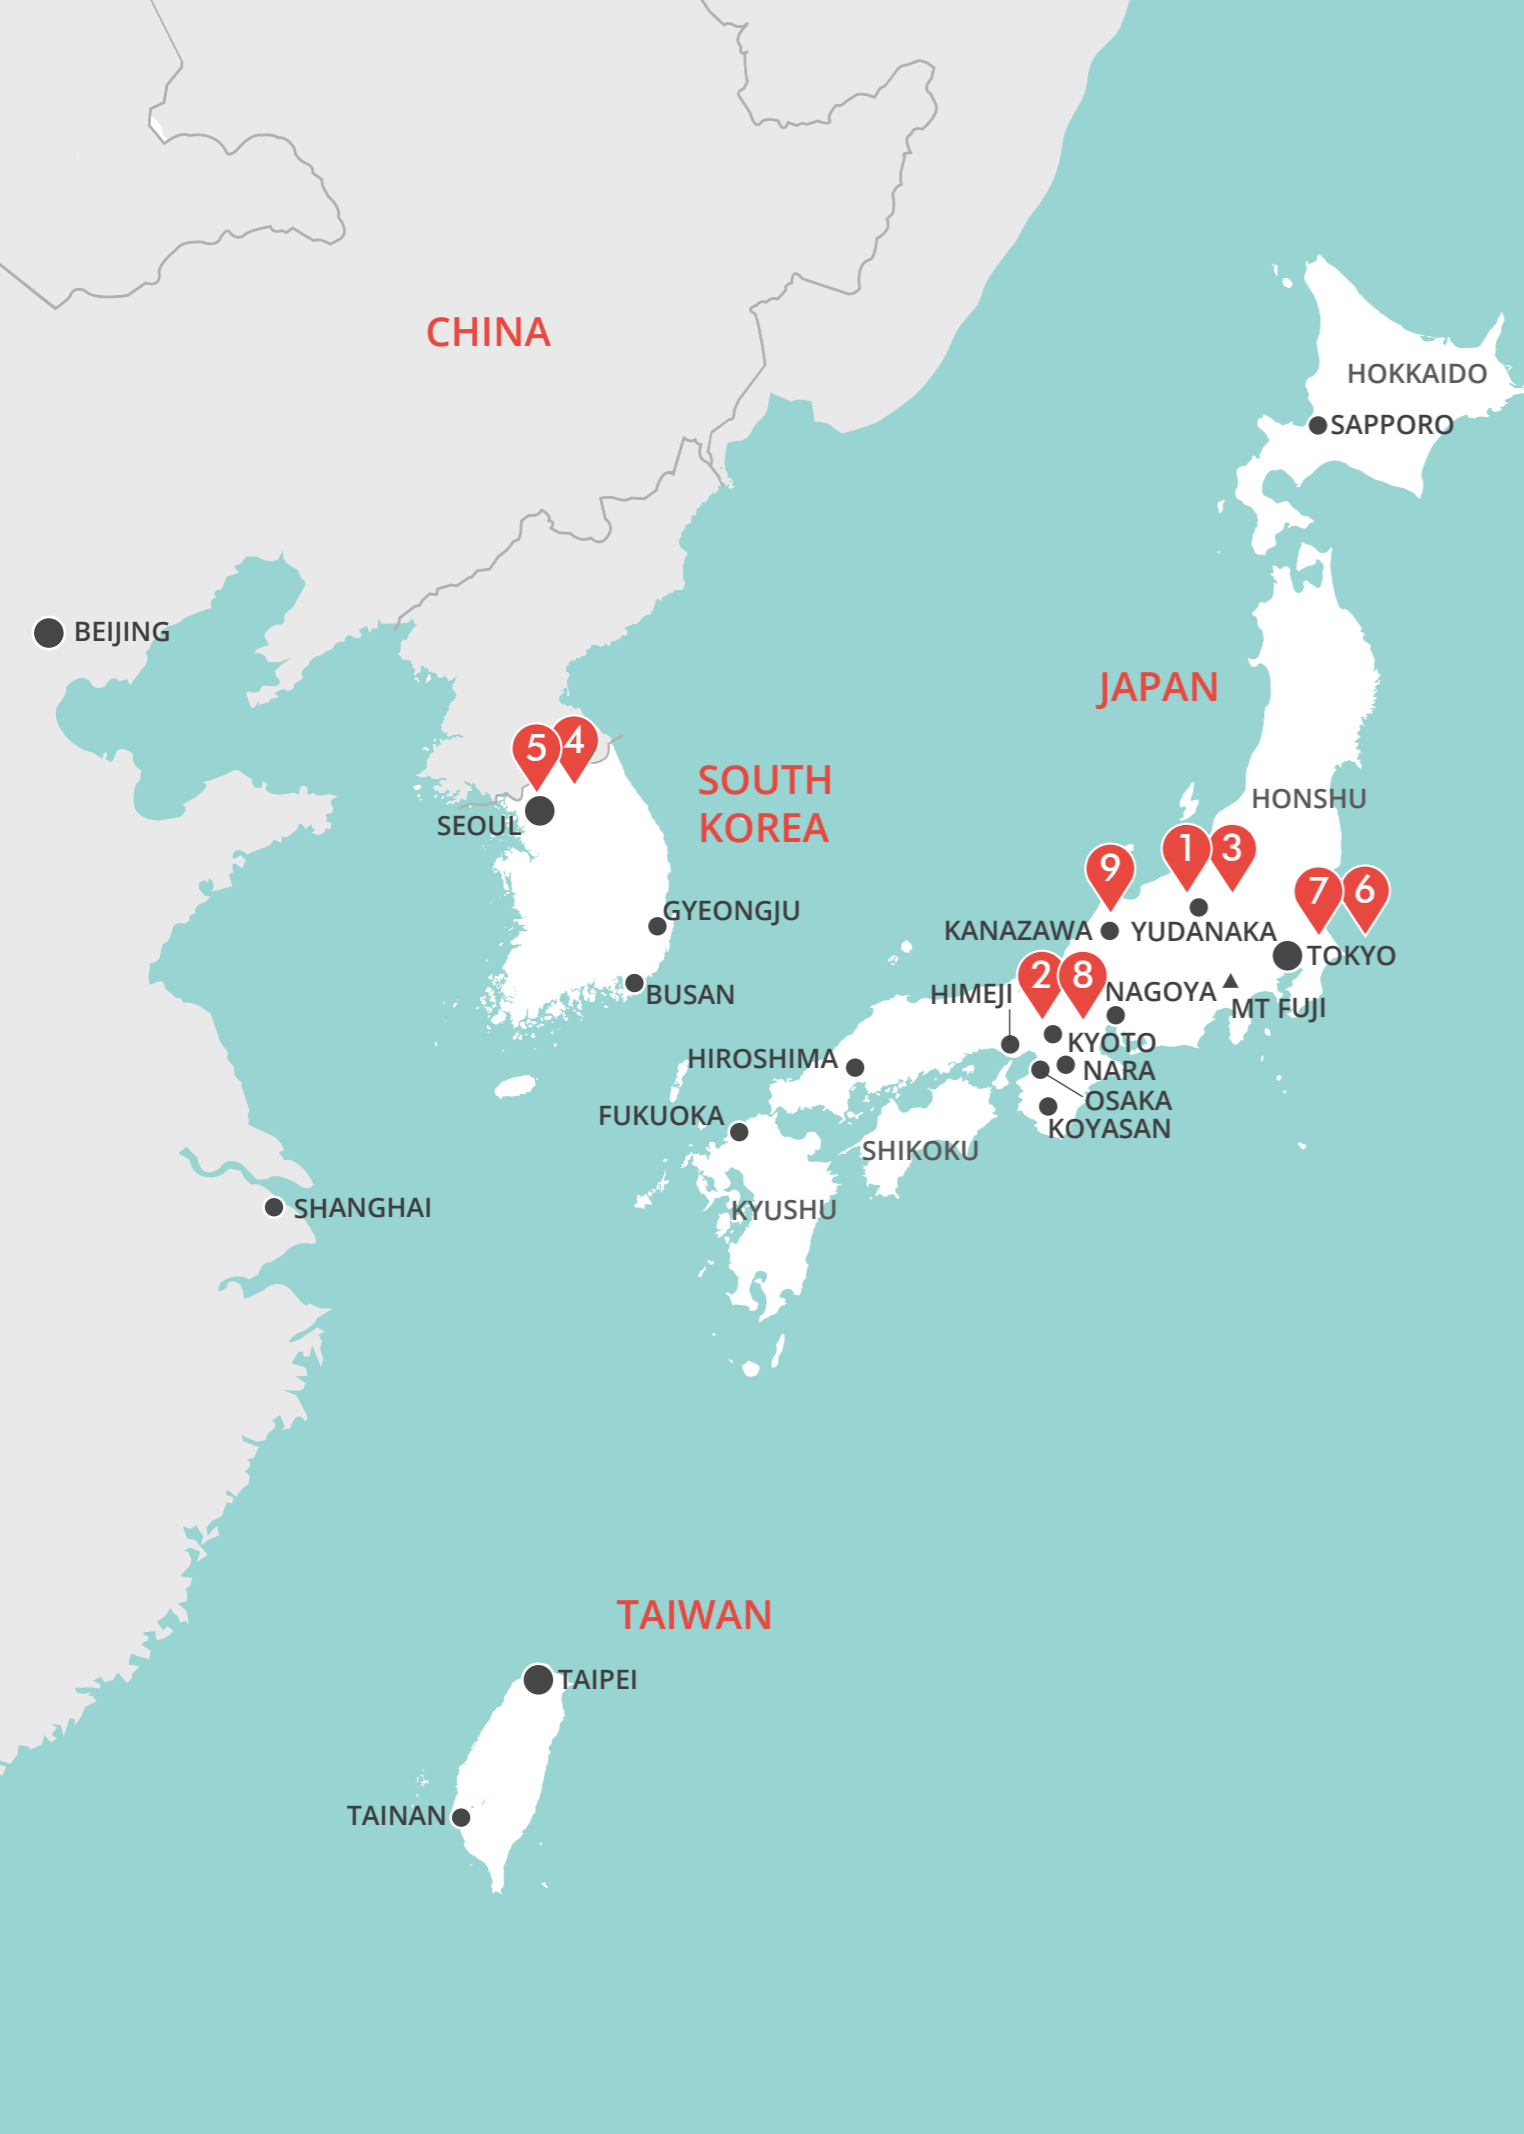 CHINA
HOKKAIDO
SAPPORO
BEIJING
JAPAN
5
4
SOUTH
KOREA
SEOUL
HONSHU
1
3
9
7
6
GYEONGJU
KANAZAWA
YUDANAKA
TOKYO
2
8
BUSAN
HIMEJI
NAGOYA
MT FUJI
KYOTO
HIROSHIMA
NARA
OSAKA
FUKUOKA
KOYASAN
SHIKOKU
SHANGHAI
KYUSHU
TAIWAN
TAIPEI
TAINAN